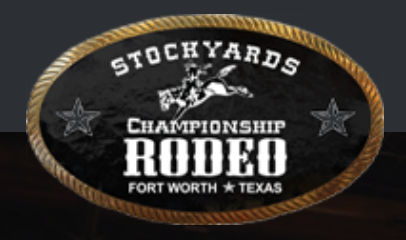 STOCKYARDS
CHAMPIONSHIP
RODEO
FORT WORTH ★ TEXAS